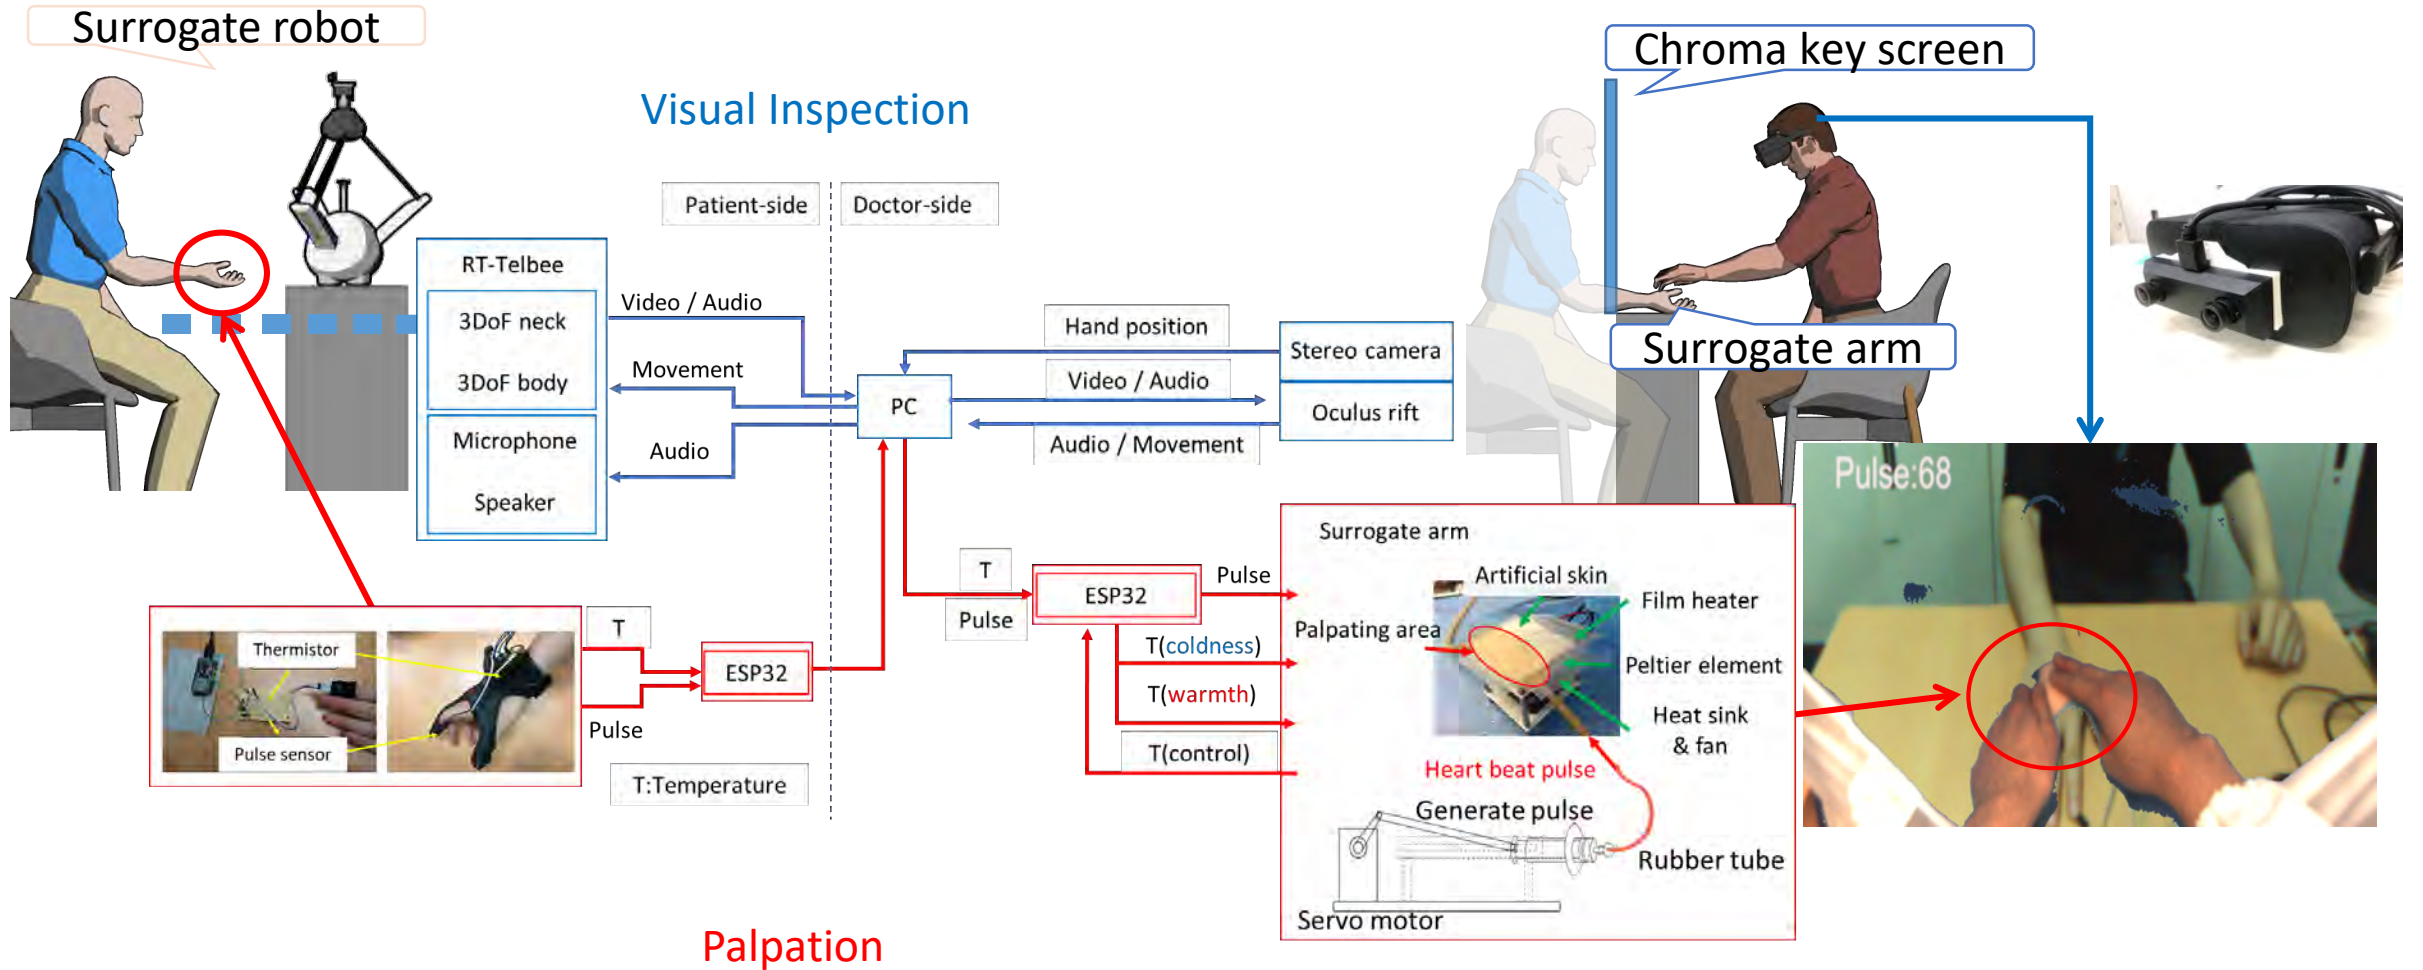 Surrogate robot
Chroma key screen
Visual Inspection
Patient-side
Doctor-side
RT-Telbee
3DoF neck
3DoF body
Microphone
Speaker
Video / Audio
Movement
Audio
PC
Hand position
Video / Audio
Audio / Movement
Stereo camera
Oculus rift
Surrogate arm
Pulse:68
Thermistor
Pulse sensor
T
Pulse
ESP32
T:Temperature
T
Pulse
ESP32
Pulse
T(coldness)
T(warmth)
T(control)
Surrogate arm
Artificial skin
Film heater
Palpating area
Peltier element
Heat sink
& fan
Heart beat pulse
Generate pulse
Rubber tube
Servo motor
Palpation